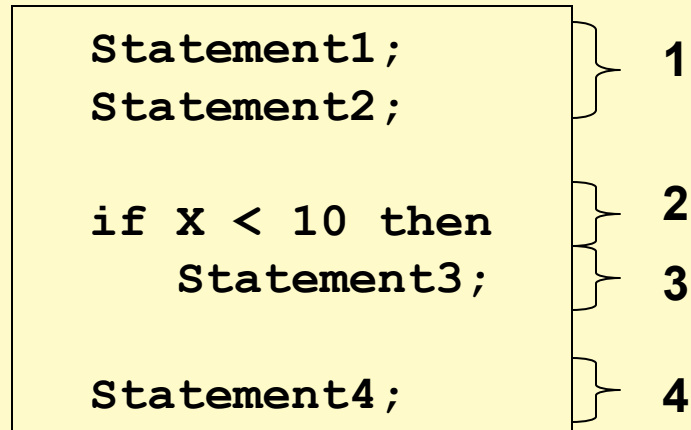 Statement1; 1
Statement2;
if X < 10 then 2
Statement3; 3
Statement4; 4